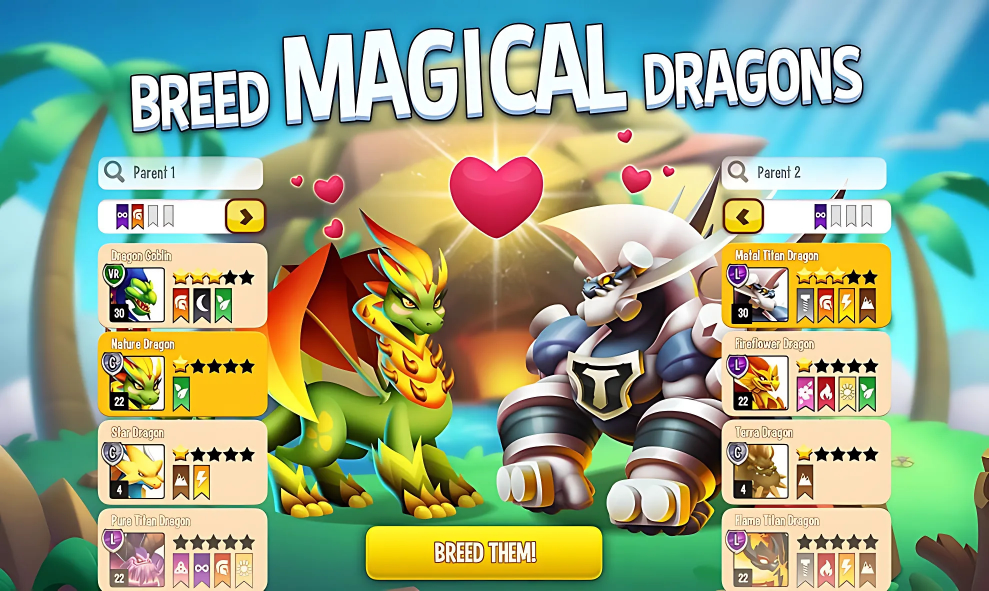 BREED MAGICAL DRAGONS
Parent 1
Parent 2
Dragon Goblin
VR
30
Nature Dragon
C
22
Star Dragon
C
4
Pure Titan Dragon
L
22
Metal Titan Dragon
L
30
Fireflower Dragon
L
22
Terra Dragon
C
4
Flame Titan Dragon
L
22
T
BREED THEM!